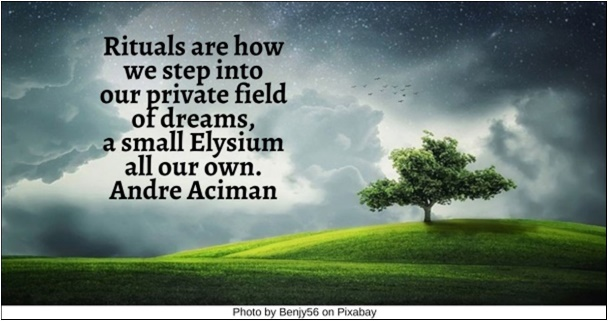 Rituals are how
we step into
our private field
of dreams,
a small Elysium
all our own.
Andre Aciman
Photo by Benjy56 on Pixabay